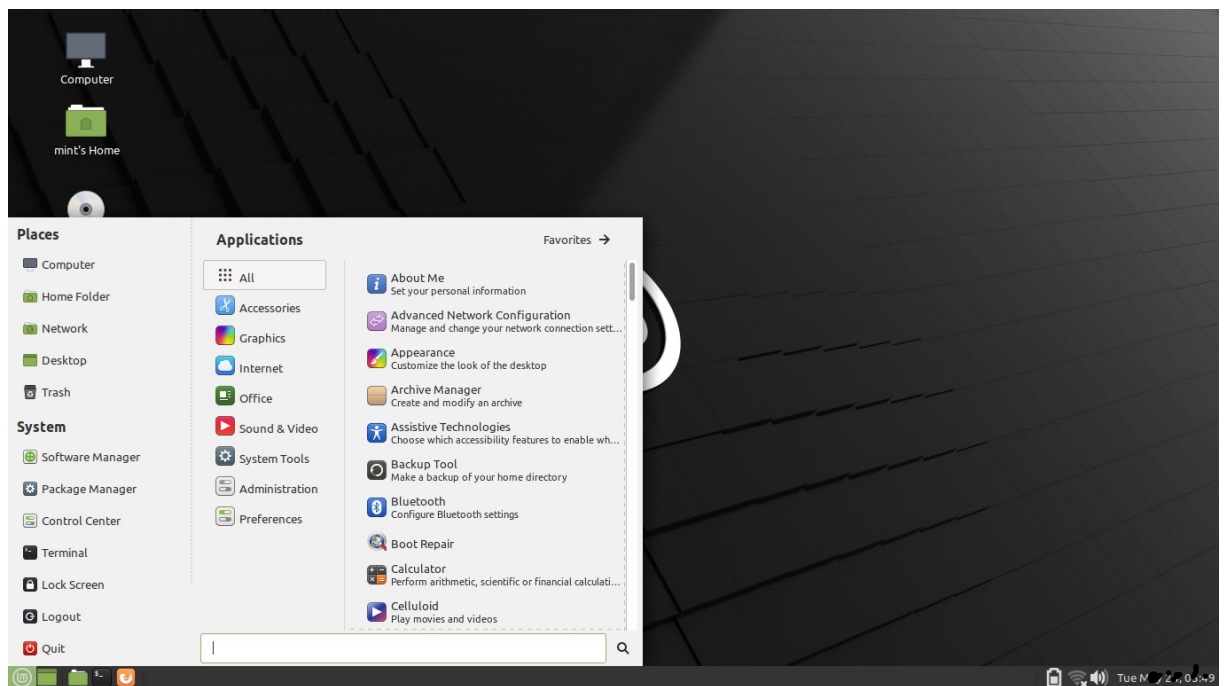 Computer
mint's Home
Places
Computer
Home Folder
Network
Desktop
Trash
System
Software Manager
Package Manager
Control Center
Terminal
Lock Screen
Logout
Quit
Applications
Favorites →
All
Accessories
Graphics
Internet
Office
Sound & Video
System Tools
Administration
Preferences
About Me
Set your personal information
Advanced Network Configuration
Manage and change your network connection sett...
Appearance
Customize the look of the desktop
Archive Manager
Create and modify an archive
Assistive Technologies
Choose which accessibility features to enable wh...
Backup Tool
Make a backup of your home directory
Bluetooth
Configure Bluetooth settings
Boot Repair
Calculator
Perform arithmetic, scientific or financial calculati...
Celluloid
Play movies and videos
Tue